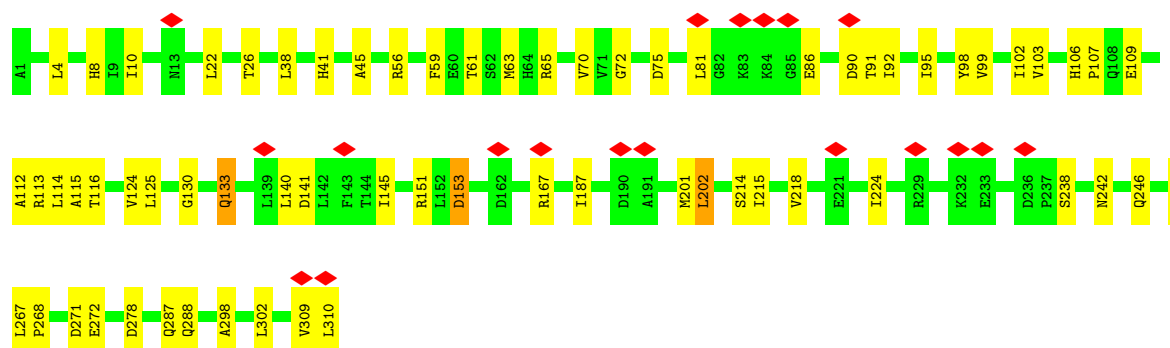 A1 L4 H8 I9 I10 N13 L22 T26 L38 H41 A45 R56 F59 E60 T61 S62 M63 H64 R65 V70 V71 G72 D75 L81 G82 K83 K84 G85 E86 D90 T91 I92 I95 Y98 V99 I102 V103 H106 P107 Q108 E109
A112 R113 L114 A115 T116 V124 L125 G130 Q133 L139 L140 D141 L142 F143 T144 I145 R151 L152 D153 D162 R167 I187 D190 A191 M201 L202 S214 I215 V218 E221 I224 R229 K232 E233 D236 P237 S238 N242 Q246
L267 P268 D271 E272 D278 Q287 Q288 A298 L302 V309 L310